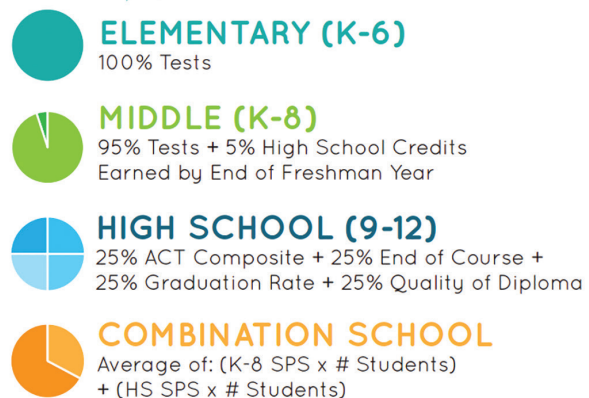 ELEMENTARY (K-6)
100% Tests
MIDDLE (K-8)
95% Tests + 5% High School Credits
Earned by End of Freshman Year
HIGH SCHOOL (9-12)
25% ACT Composite + 25% End of Course +
25% Graduation Rate + 25% Quality of Diploma
COMBINATION SCHOOL
Average of: (K-8 SPS x # Students)
+ (HS SPS x # Students)